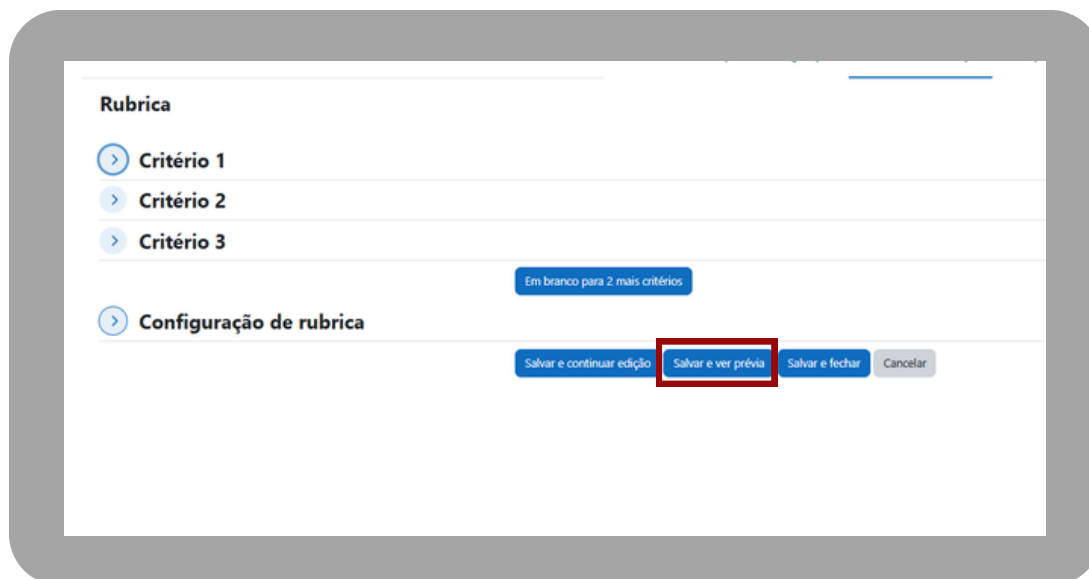 Rubrica
Critério 1
Critério 2
Critério 3
Em branco para 2 mais critérios
Configuração de rubrica
Salvar e continuar edição Salvar e ver prévia Salvar e fechar Cancelar